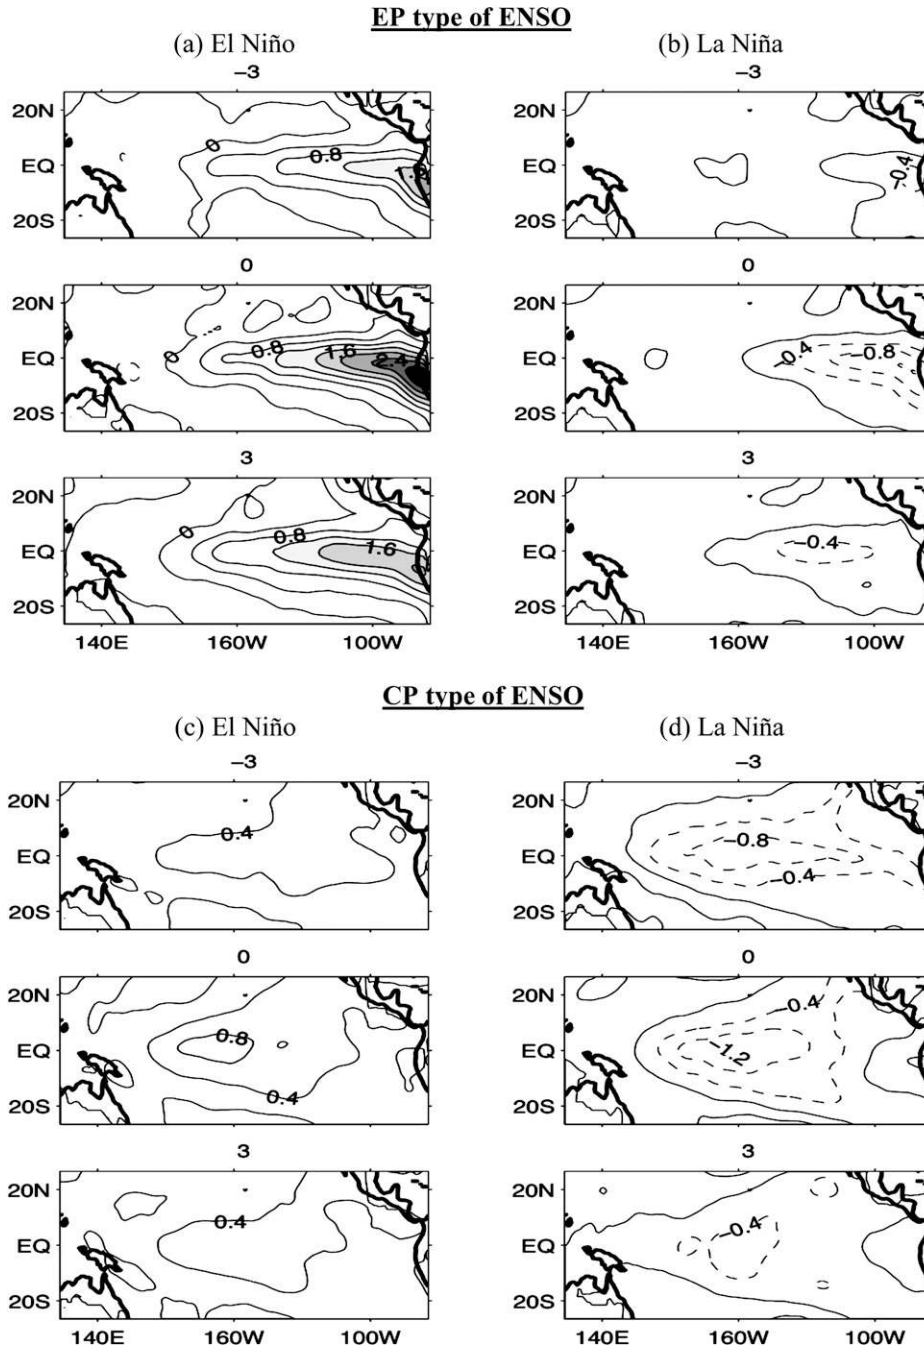 EP type of ENSO
(a) El Niño
(b) La Niña
−3
−3
20N
EQ
20S
0
0.8
20N
EQ
20S
−0.4
0
0
20N
EQ
20S
0
0.8
1.6
2.4
20N
EQ
20S
−0.4
−0.8
3
3
20N
EQ
20S
0
0.8
1.6
20N
EQ
20S
−0.4
140E 160W 100W
140E 160W 100W
CP type of ENSO
(c) El Niño
(d) La Niña
−3
−3
20N
EQ
20S
0.4
20N
EQ
20S
−0.8
−0.4
0
0
20N
EQ
20S
0.8
0.4
20N
EQ
20S
−0.4
−1.2
3
3
20N
EQ
20S
0.4
20N
EQ
20S
−0.4
140E 160W 100W
140E 160W 100W